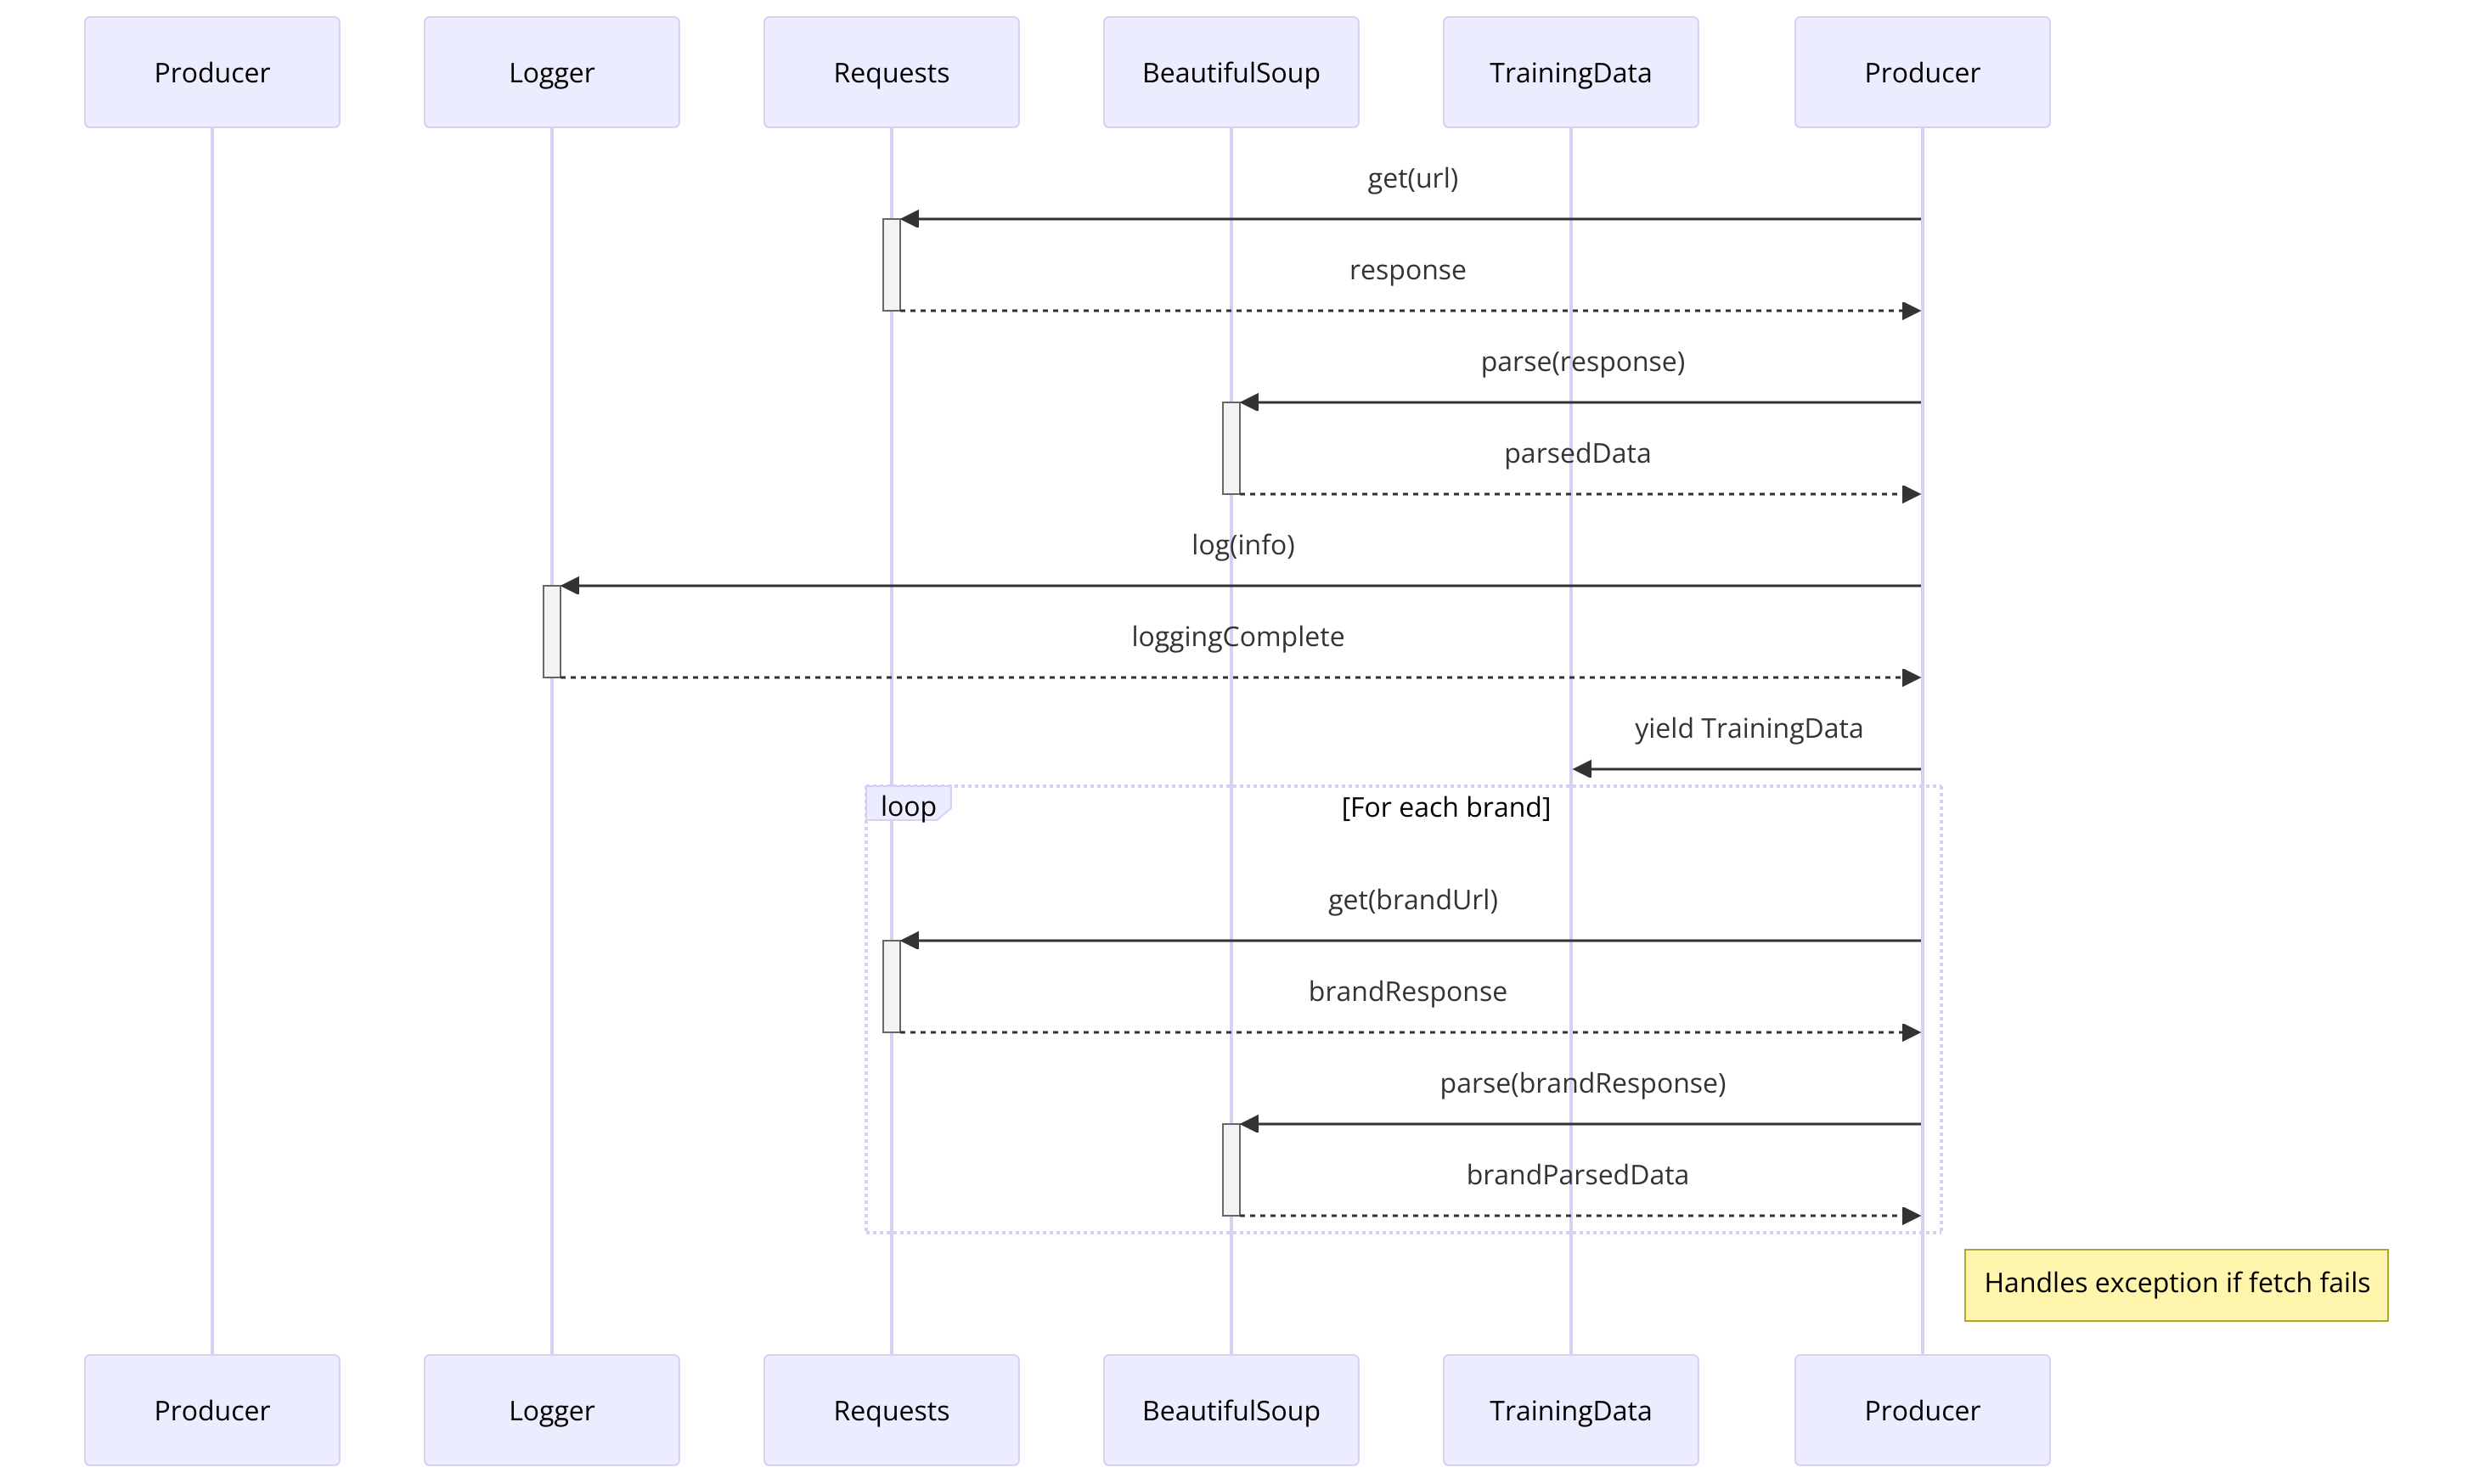 Producer
Logger
Requests
BeautifulSoup
TrainingData
Producer
get(url)
response
parse(response)
parsedData
log(info)
loggingComplete
yield TrainingData
loop
[For each brand]
get(brandUrl)
brandResponse
parse(brandResponse)
brandParsedData
Handles exception if fetch fails
Producer
Logger
Requests
BeautifulSoup
TrainingData
Producer